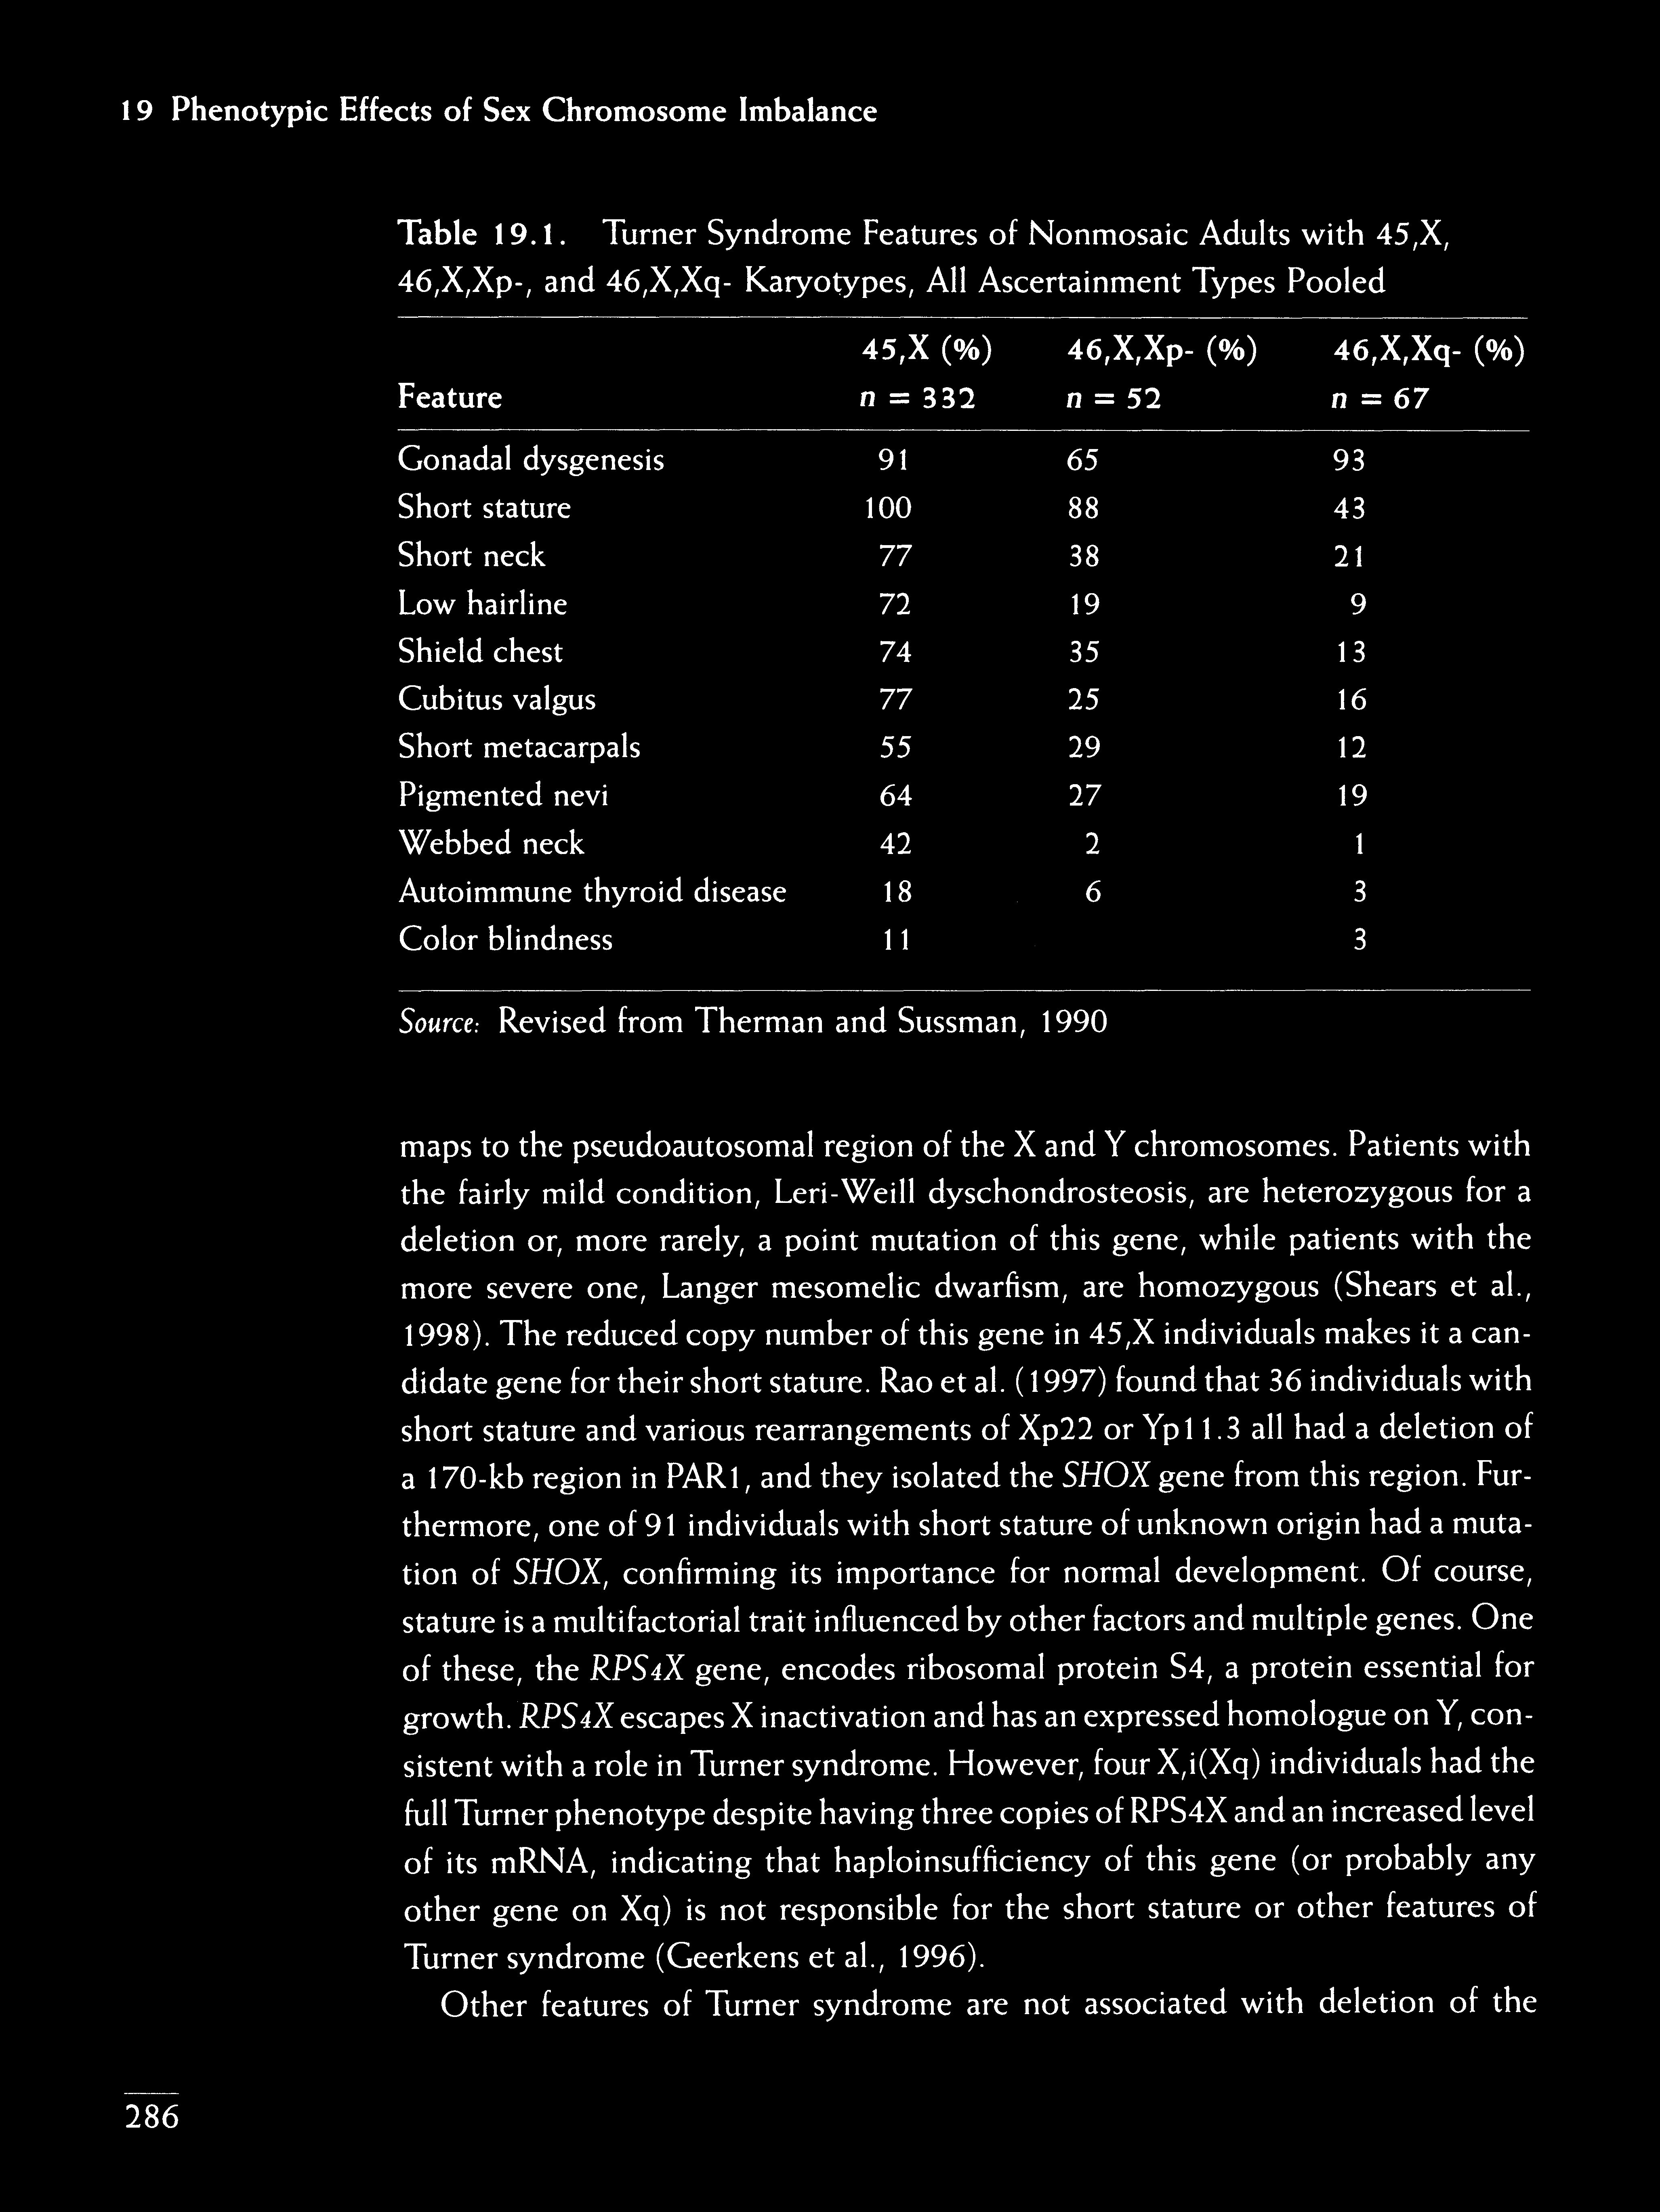 19 Phenotypic Effects of Sex Chromosome Imbalance
Table 19.1. Turner Syndrome Features of Nonmosaic Adults with 45,X,
46,X,Xp-, and 46,X,Xq- Karyotypes, All Ascertainment Types Pooled
45,X (%) 46,X,Xp- (%) 46,X,Xq- (%)
Feature n = 332 n = 52 n = 67
Gonadal dysgenesis 91 65 93
Short stature 100 88 43
Short neck 77 38 21
Low hairline 72 19 9
Shield chest 74 35 13
Cubitus valgus 77 25 16
Short metacarpals 55 29 12
Pigmented nevi 64 27 19
Webbed neck 42 2 1
Autoimmune thyroid disease 18 6 3
Color blindness 11 3
Source: Revised from Therman and Sussman, 1990
maps to the pseudoautosomal region of the X and Y chromosomes. Patients with
the fairly mild condition, Leri-Weill dyschondrosteosis, are heterozygous for a
deletion or, more rarely, a point mutation of this gene, while patients with the
more severe one, Langer mesomelic dwarfism, are homozygous (Shears et al.,
1998). The reduced copy number of this gene in 45,X individuals makes it a can-
didate gene for their short stature. Rao et al. (1997) found that 36 individuals with
short stature and various rearrangements of Xp22 or Yp11.3 all had a deletion of
a 170-kb region in PAR1, and they isolated the SHOX gene from this region. Fur-
thermore, one of 91 individuals with short stature of unknown origin had a muta-
tion of SHOX, confirming its importance for normal development. Of course,
stature is a multifactorial trait influenced by other factors and multiple genes. One
of these, the RPS4X gene, encodes ribosomal protein S4, a protein essential for
growth. RPS4X escapes X inactivation and has an expressed homologue on Y, con-
sistent with a role in Turner syndrome. However, four X,i(Xq) individuals had the
full Turner phenotype despite having three copies of RPS4X and an increased level
of its mRNA, indicating that haploinsufficiency of this gene (or probably any
other gene on Xq) is not responsible for the short stature or other features of
Turner syndrome (Geerkens et al., 1996).
Other features of Turner syndrome are not associated with deletion of the
286